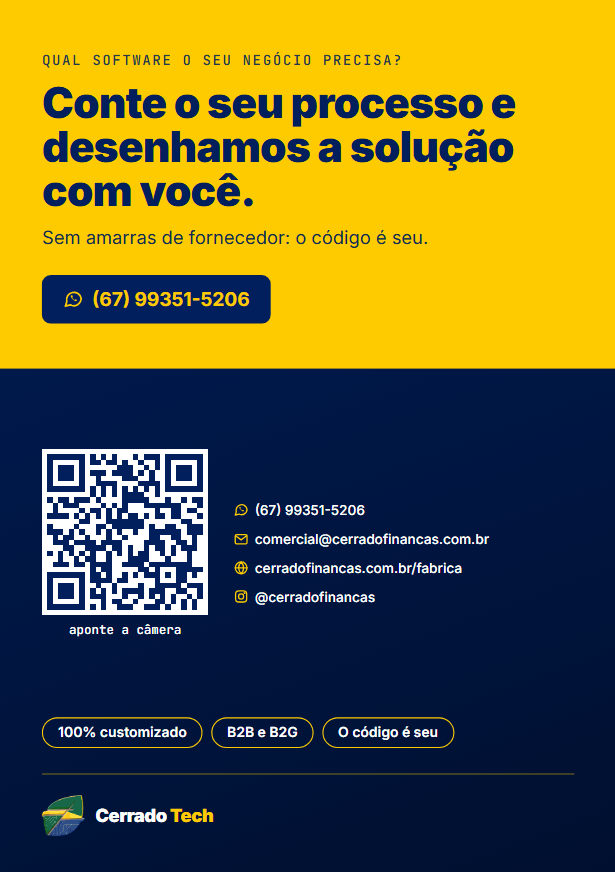 QUAL SOFTWARE O SEU NEGÓCIO PRECISA?
Conte o seu processo e
desenhamos a solução
com você.
Sem amarras de fornecedor: o código é seu.
(67) 99351-5206
(67) 99351-5206
comercial@cerradofinancas.com.br
cerradofinancas.com.br/fabrica
@cerradofinancas
aponte a câmera
100% customizado
B2B e B2G
O código é seu
Cerrado Tech